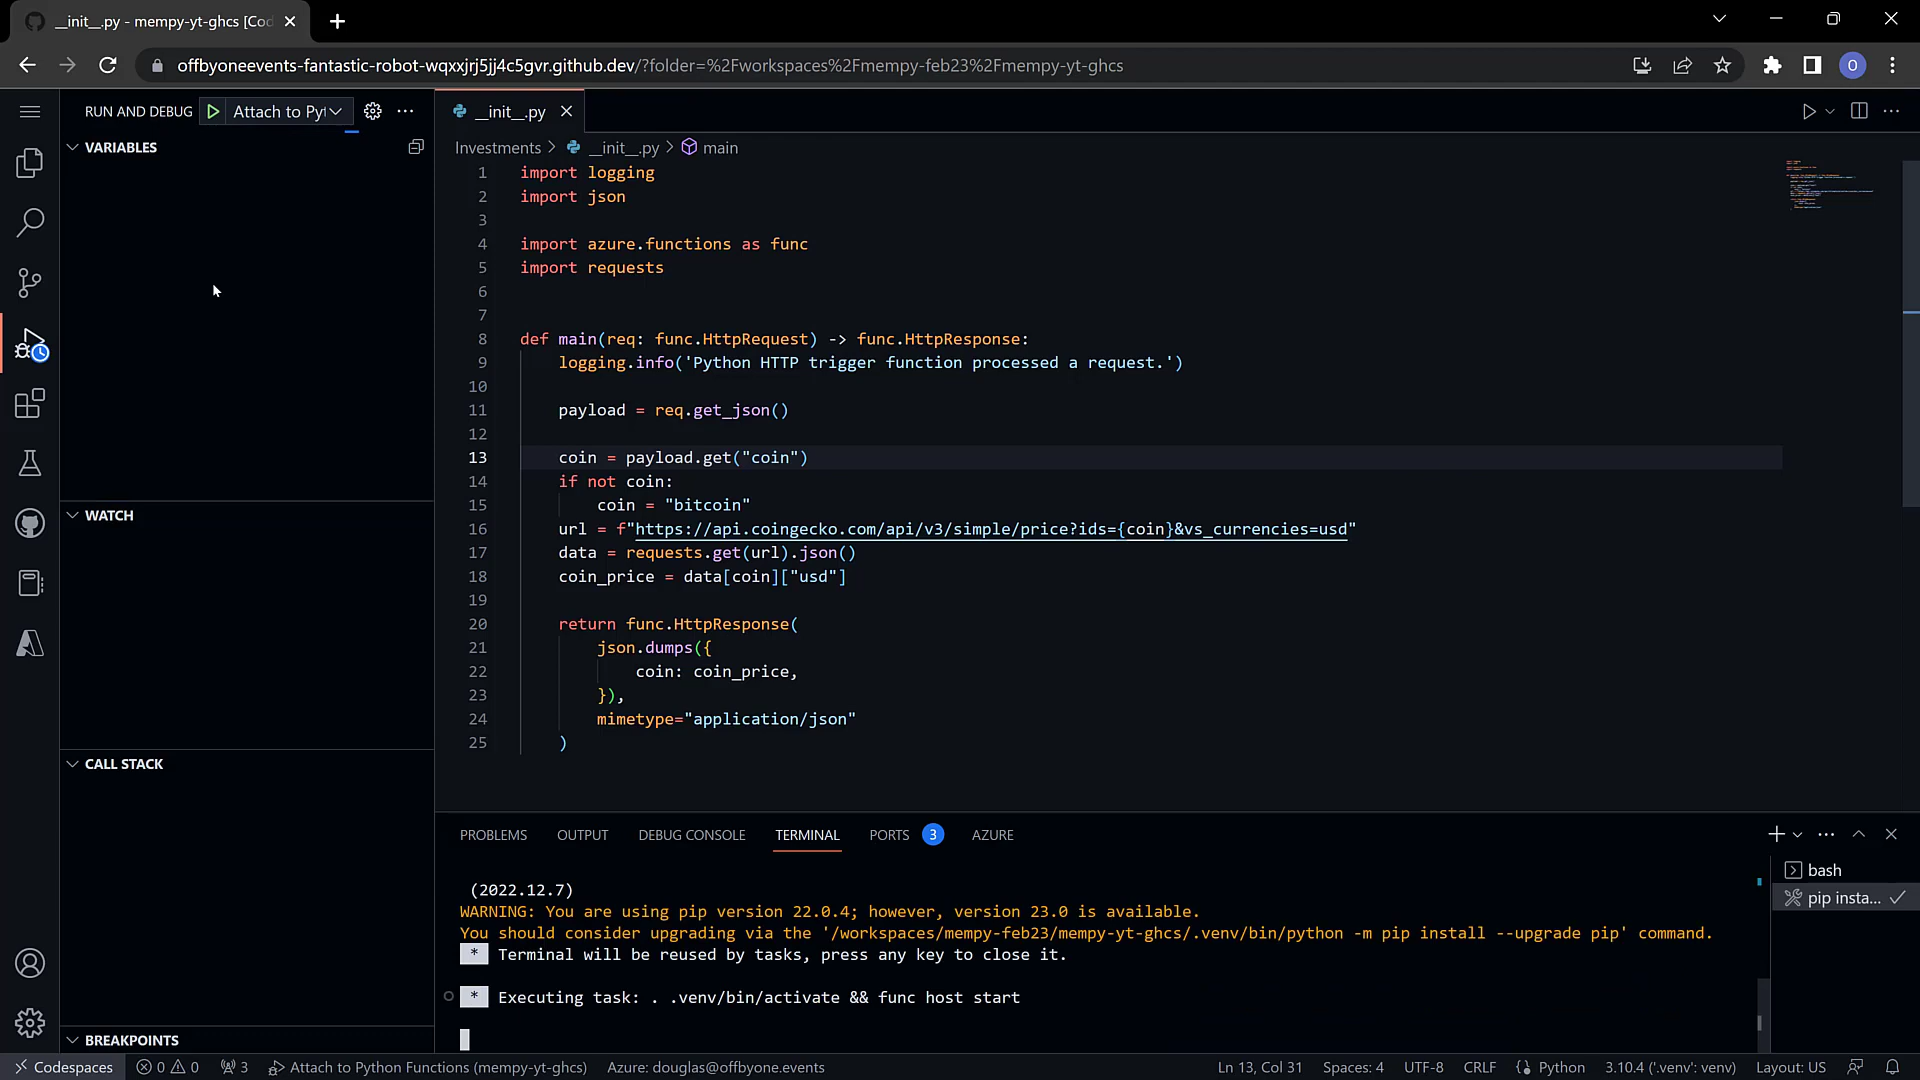 __init__.py - mempy-yt-ghcs [Cod
offbyoneevents-fantastic-robot-wqxxjrj5jj4c5gvr.github.dev/?folder=%2Fworkspaces%2Fmempy-feb23%2Fmempy-yt-ghcs
O
RUN AND DEBUG
Attach to Pyt
__init__.py
VARIABLES
Investments > __init__.py > main
1 import logging
2 import json
3
4 import azure.functions as func
5 import requests
6
7
8 def main(req: func.HttpRequest) -> func.HttpResponse:
9 logging.info('Python HTTP trigger function processed a request.')
10
11 payload = req.get_json()
12
13 coin = payload.get("coin")
14 if not coin:
15 coin = "bitcoin"
16 url = f"https://api.coingecko.com/api/v3/simple/price?ids={coin}&vs_currencies=usd"
17 data = requests.get(url).json()
18 coin_price = data[coin]["usd"]
19
20 return func.HttpResponse(
21 json.dumps({
22 coin: coin_price,
23 }),
24 mimetype="application/json"
25 )
WATCH
CALL STACK
BREAKPOINTS
PROBLEMS OUTPUT DEBUG CONSOLE TERMINAL PORTS 3 AZURE
bash
pip insta...
(2022.12.7)
WARNING: You are using pip version 22.0.4; however, version 23.0 is available.
You should consider upgrading via the '/workspaces/mempy-feb23/mempy-yt-ghcs/.venv/bin/python -m pip install --upgrade pip' command.
* Terminal will be reused by tasks, press any key to close it.
* Executing task: . .venv/bin/activate && func host start
Codespaces 0 0 3 Attach to Python Functions (mempy-yt-ghcs) Azure: douglas@offbyone.events Ln 13, Col 31 Spaces: 4 UTF-8 CRLF Python 3.10.4 ('.venv': venv) Layout: US